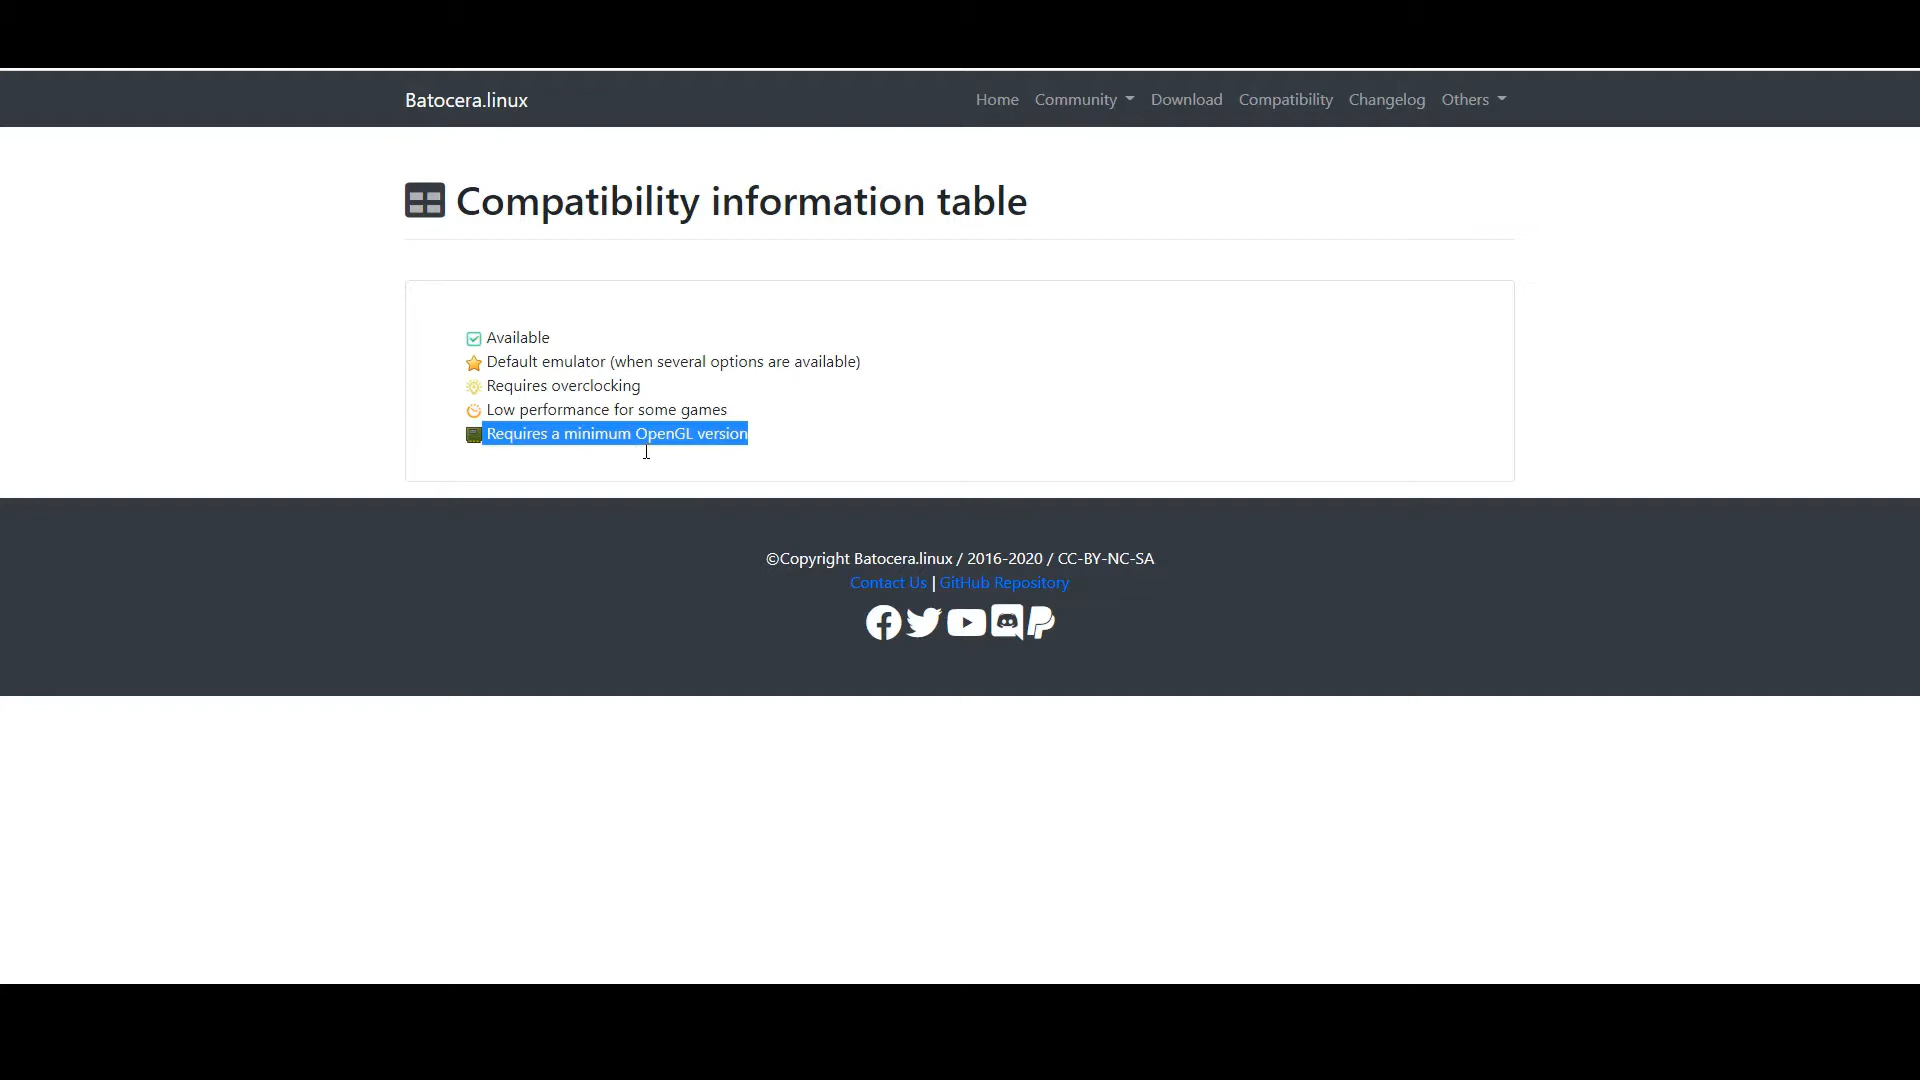 Batocera.linux
Home Community Download Compatibility Changelog Others
Compatibility information table
Available
Default emulator (when several options are available)
Requires overclocking
Low performance for some games
Requires a minimum OpenGL version
©Copyright Batocera.linux / 2016-2020 / CC-BY-NC-SA
Contact Us | GitHub Repository